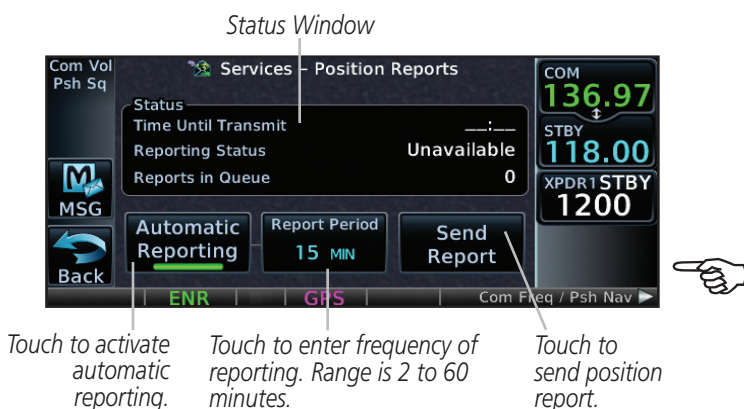 Status Window
Com Vol
Psh Sq
Services – Position Reports
COM
136.97
Status
Time Until Transmit __:__
STBY
118.00
Reporting Status Unavailable
Reports in Queue 0
XPDR1 STBY
1200
MSG
Automatic
Reporting
Report Period
15 MIN
Send
Report
Back
ENR
GPS
Com Freq / Psh Nav
Touch to activate
automatic
reporting.
Touch to enter frequency of
reporting. Range is 2 to 60
minutes.
Touch to
send position
report.